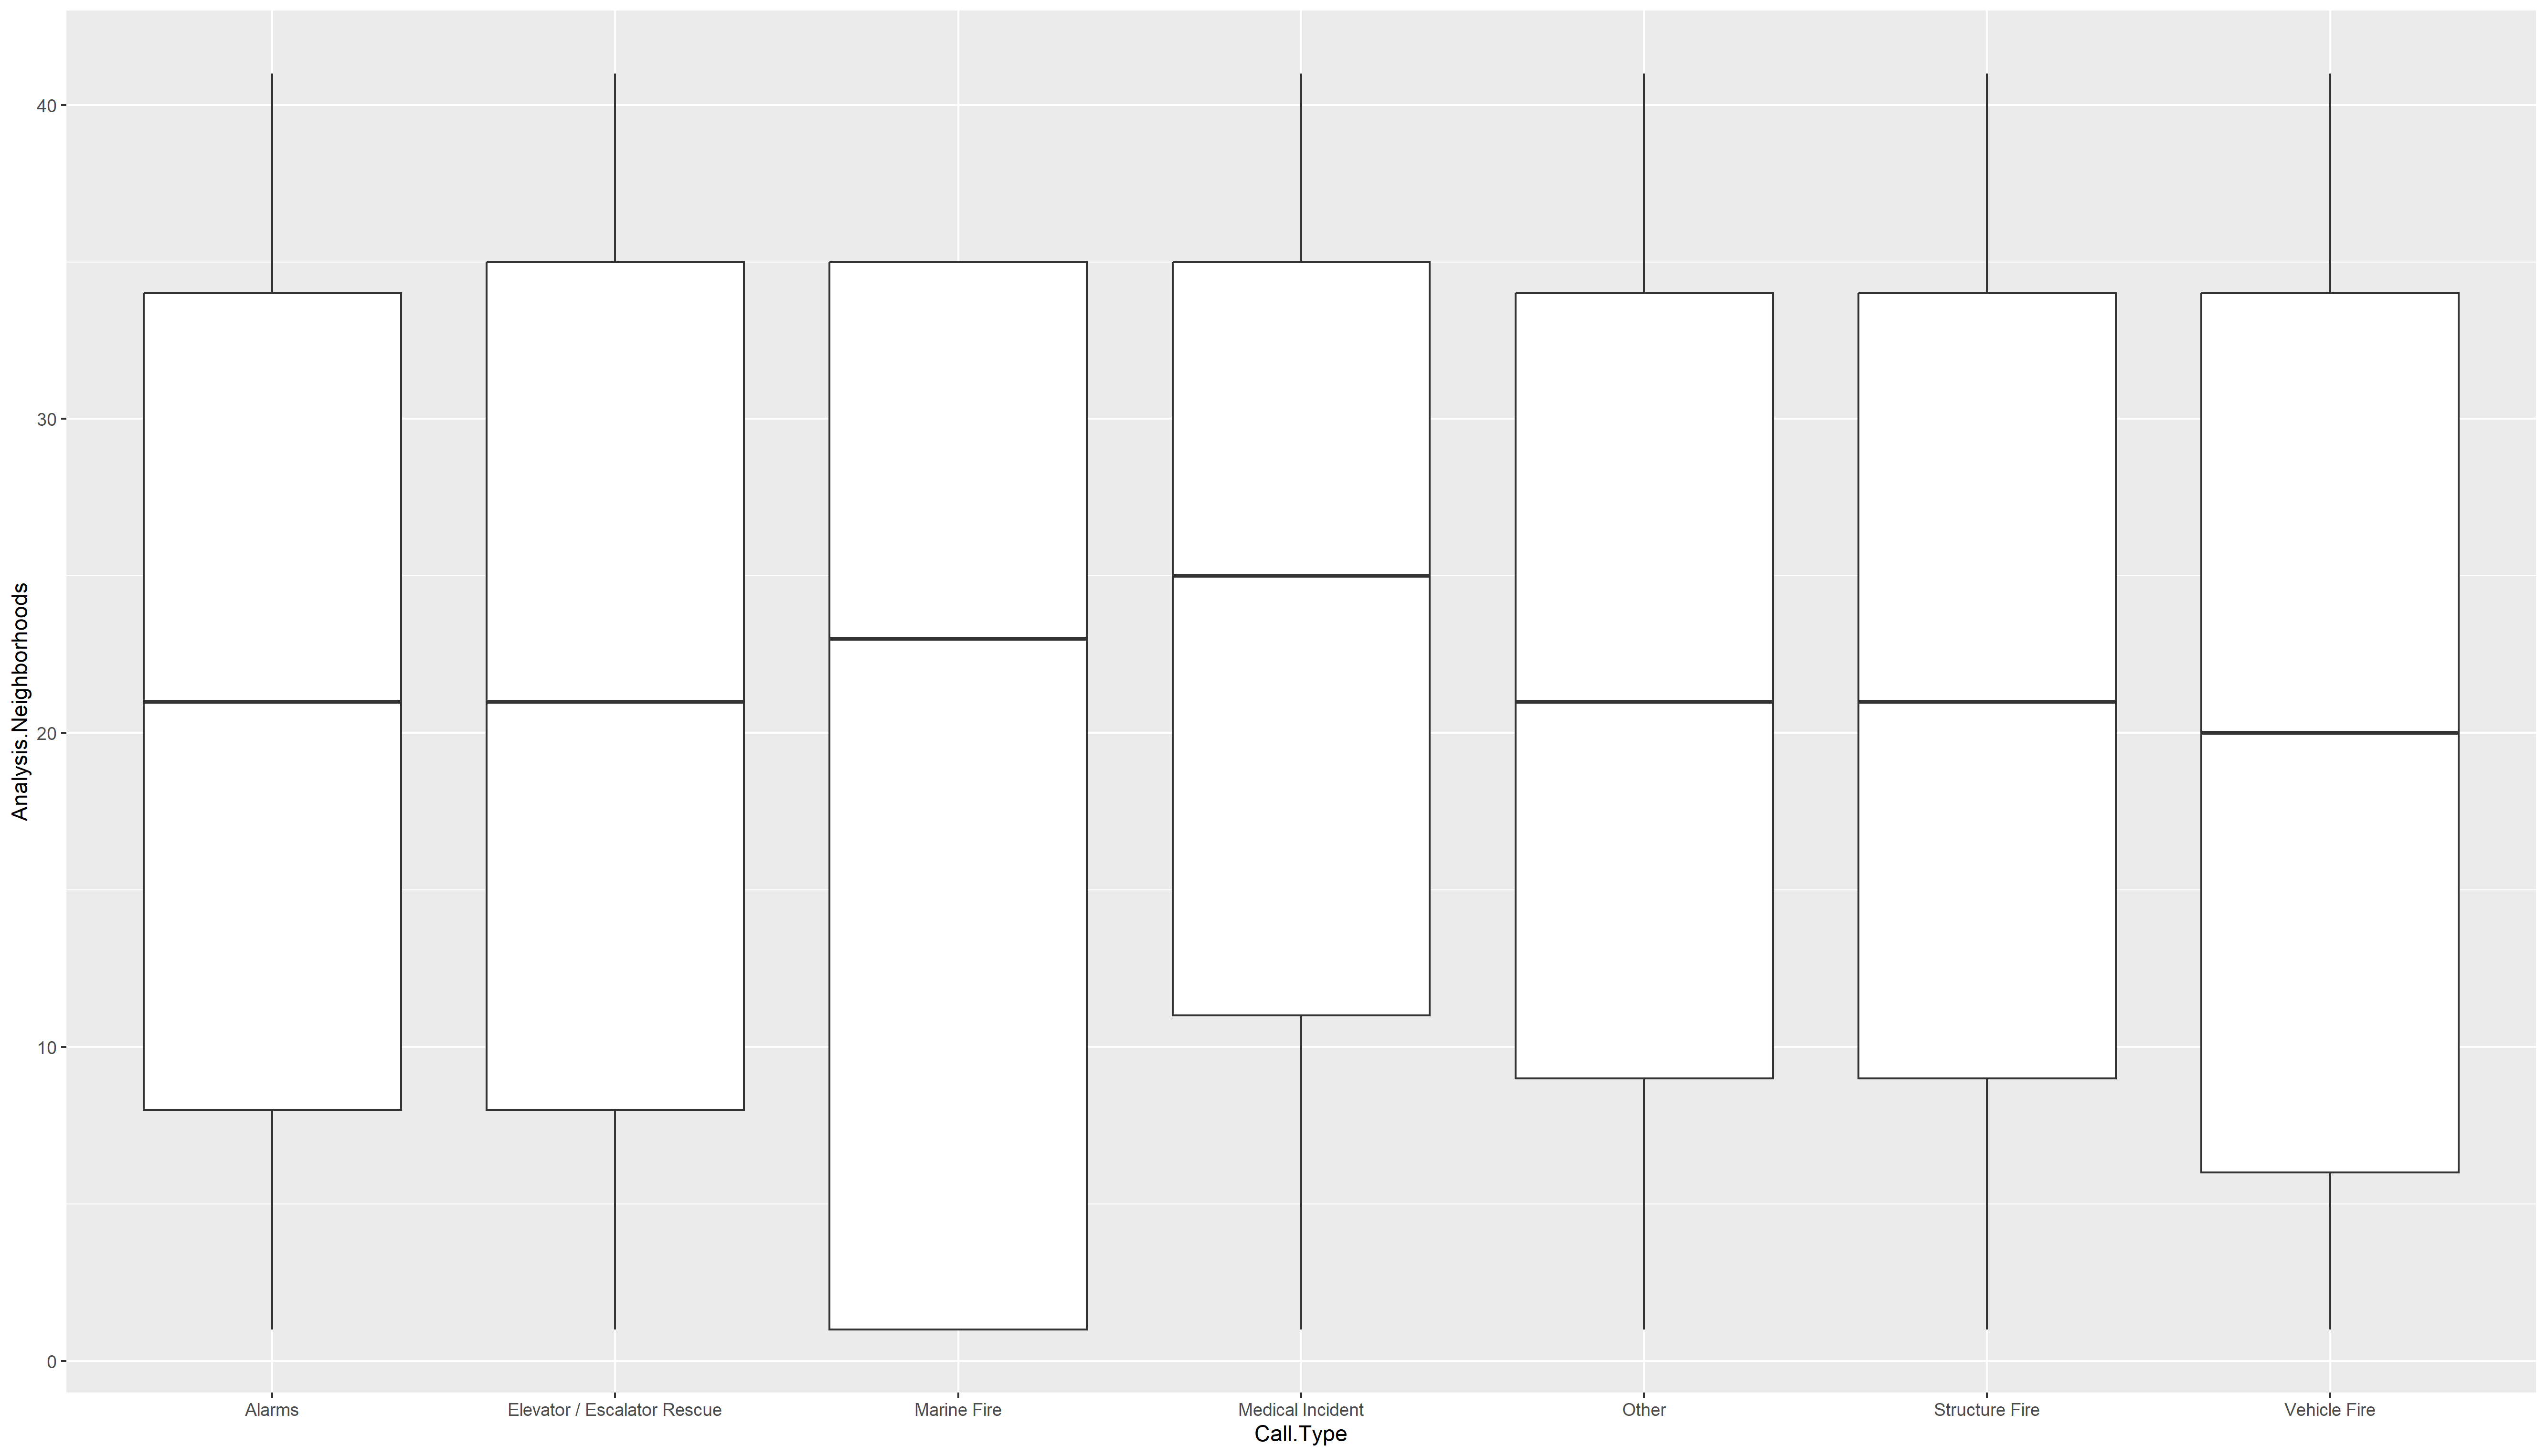 Analysis.Neighborhoods
40
30
20
10
0
Alarms Elevator / Escalator Rescue Marine Fire Medical Incident Other Structure Fire Vehicle Fire
Call.Type